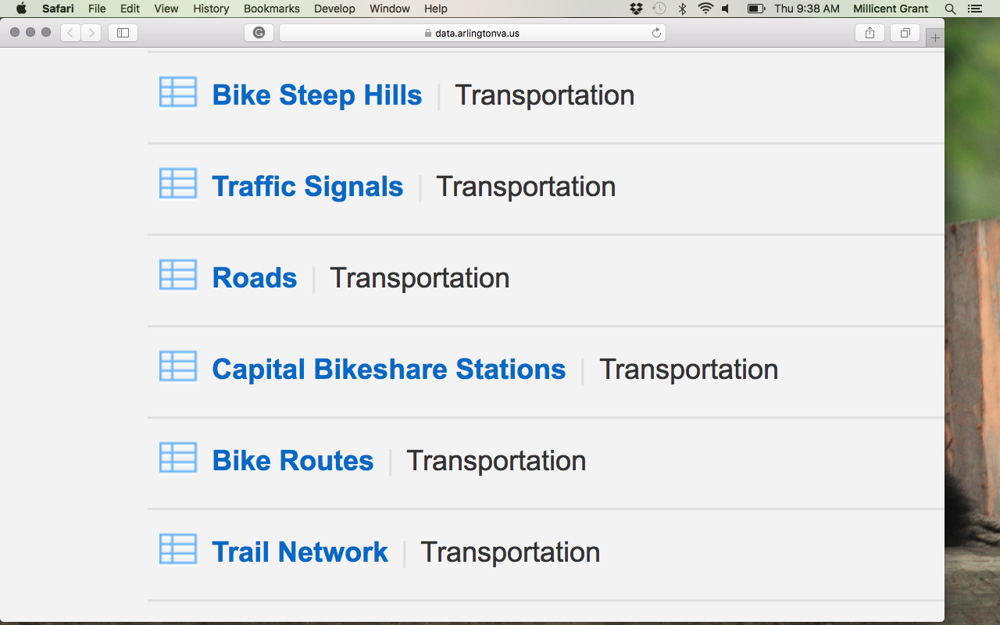 Safari File Edit View History Bookmarks Develop Window Help Thu 9:38 AM Millicent Grant
data.arlingtonva.us
Bike Steep Hills | Transportation
Traffic Signals | Transportation
Roads | Transportation
Capital Bikeshare Stations | Transportation
Bike Routes | Transportation
Trail Network | Transportation